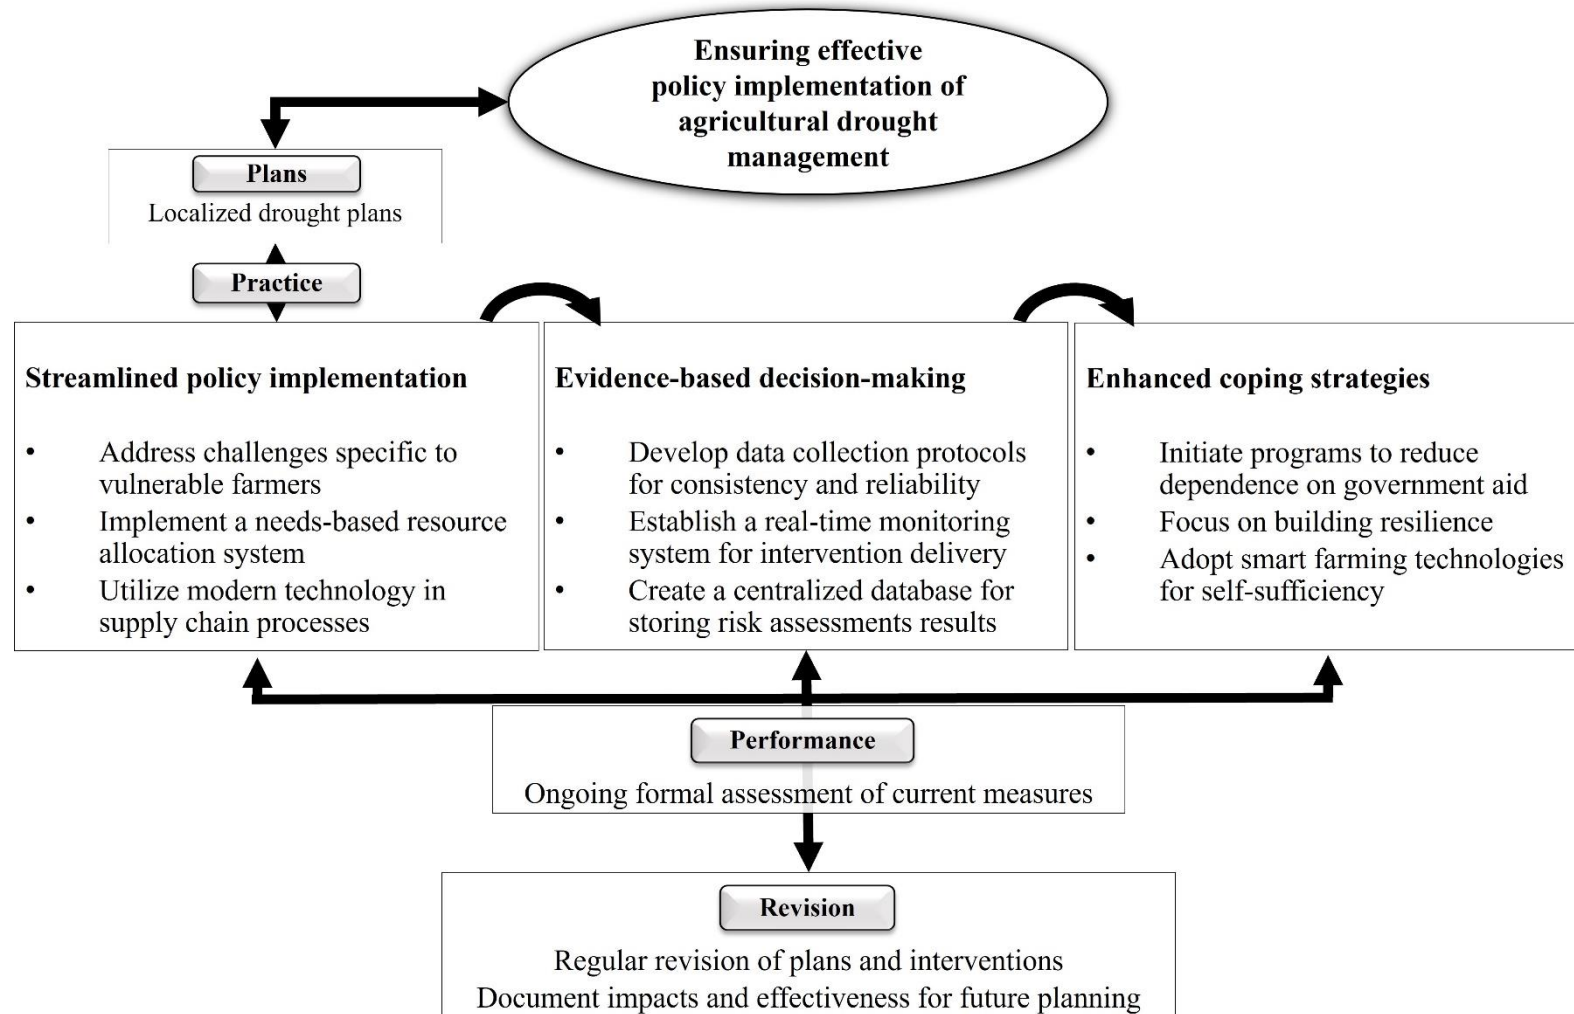 Ensuring effective
policy implementation of
agricultural drought
management
Plans
Localized drought plans
Practice
Streamlined policy implementation
• Address challenges specific to
vulnerable farmers
• Implement a needs-based resource
allocation system
• Utilize modern technology in
supply chain processes
Evidence-based decision-making
• Develop data collection protocols
for consistency and reliability
• Establish a real-time monitoring
system for intervention delivery
• Create a centralized database for
storing risk assessments results
Enhanced coping strategies
• Initiate programs to reduce
dependence on government aid
• Focus on building resilience
• Adopt smart farming technologies
for self-sufficiency
Performance
Ongoing formal assessment of current measures
Revision
Regular revision of plans and interventions
Document impacts and effectiveness for future planning